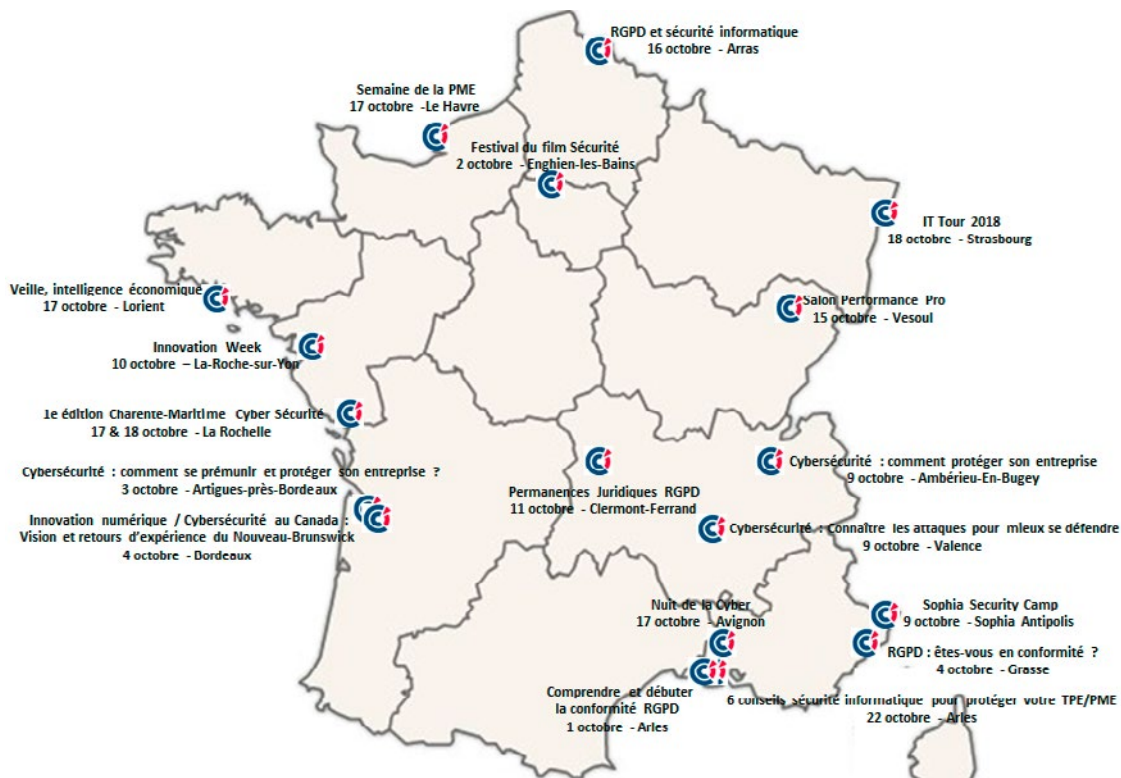 RGPD et sécurité informatique
16 octobre - Arras
Semaine de la PME
17 octobre -Le Havre
Festival du film Sécurité
2 octobre - Enghien-les-Bains
IT Tour 2018
18 octobre - Strasbourg
Veille, intelligence économique
17 octobre - Lorient
Salon Performance Pro
15 octobre - Vesoul
Innovation Week
10 octobre – La-Roche-sur-Yon
1e édition Charente-Maritime Cyber Sécurité
17 & 18 octobre - La Rochelle
Cybersécurité : comment se prémunir et protéger son entreprise ?
3 octobre - Artigues-près-Bordeaux
Innovation numérique / Cybersécurité au Canada :
Vision et retours d'expérience du Nouveau-Brunswick
4 octobre - Bordeaux
Permanences Juridiques RGPD
11 octobre - Clermont-Ferrand
Cybersécurité : comment protéger son entreprise
9 octobre - Ambérieu-En-Bugey
Cybersécurité : Connaître les attaques pour mieux se défendre
9 octobre - Valence
Nuit de la Cyber
17 octobre - Avignon
Sophia Security Camp
9 octobre - Sophia Antipolis
RGPD : êtes-vous en conformité ?
4 octobre - Grasse
Comprendre et débuter
la conformité RGPD
1 octobre - Arles
6 conseils sécurité informatique pour protéger votre TPE/PME
22 octobre - Arles